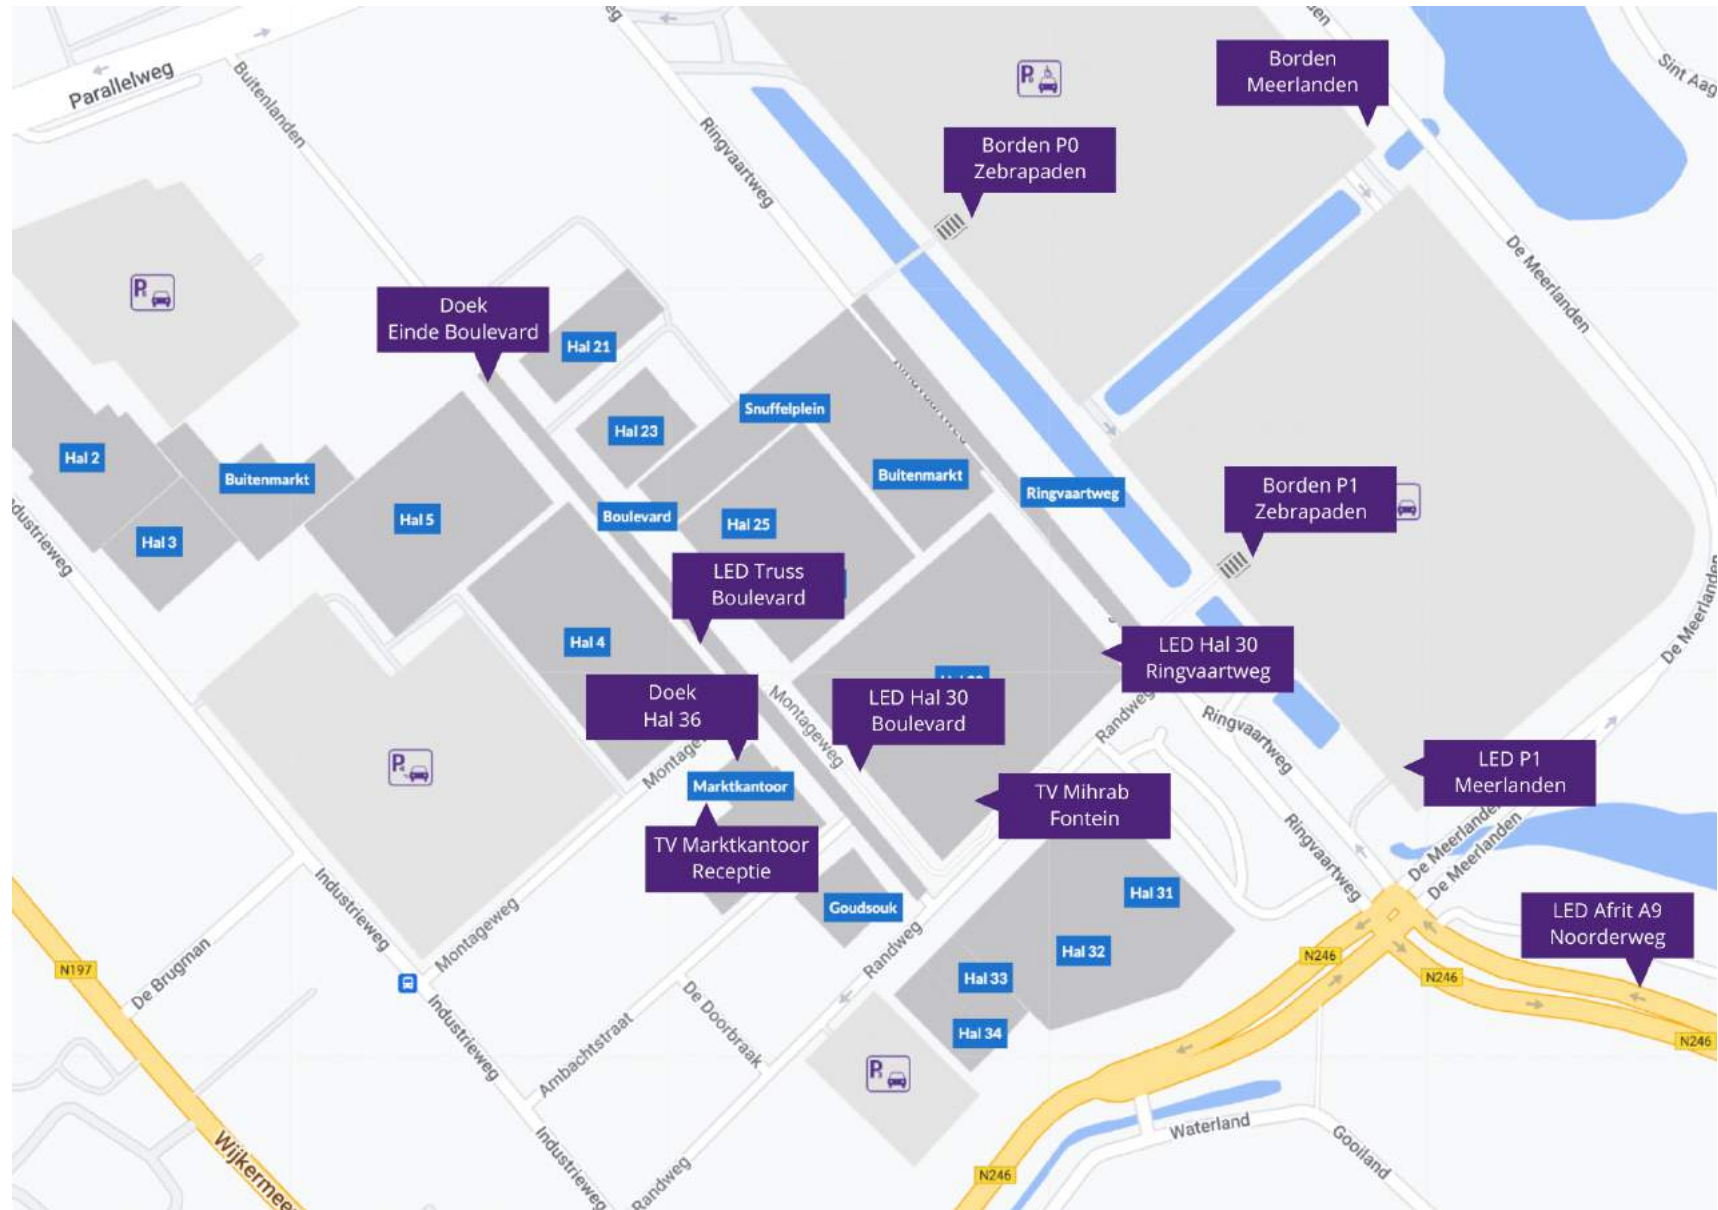 Parallelweg
Buitenlanden
Ringvaartweg
Borden
Meerlanden
Sint Aag
Borden P0
Zebrapaden
De Meerlanden
Doek
Einde Boulevard
Hal 21
Snuffelplein
Hal 23
Hal 2
Buitenmarkt
Hal 3
Hal 5
Boulevard
Hal 25
Buitenmarkt
Ringvaartweg
Borden P1
Zebrapaden
LED Truss
Boulevard
Hal 4
LED Hal 30
Ringvaartweg
De Meerlanden
Doek
Hal 36
LED Hal 30
Boulevard
Montageweg
Randweg
Ringvaartweg
LED P1
Meerlanden
Marktkantoor
TV Mihrab
Fontein
TV Marktkantoor
Receptie
Ringvaartweg
De Meerlanden
De Meerlanden
Industrieweg
Goudsouk
Hal 31
Hal 32
Hal 33
Hal 34
LED Afrit A9
Noorderweg
N197
N246
N246
N246
N246
De Brugman
Montageweg
Randweg
Industrieweg
De Doorbraak
Ambachtstraat
Industrieweg
Randweg
Waterland
Gooiland